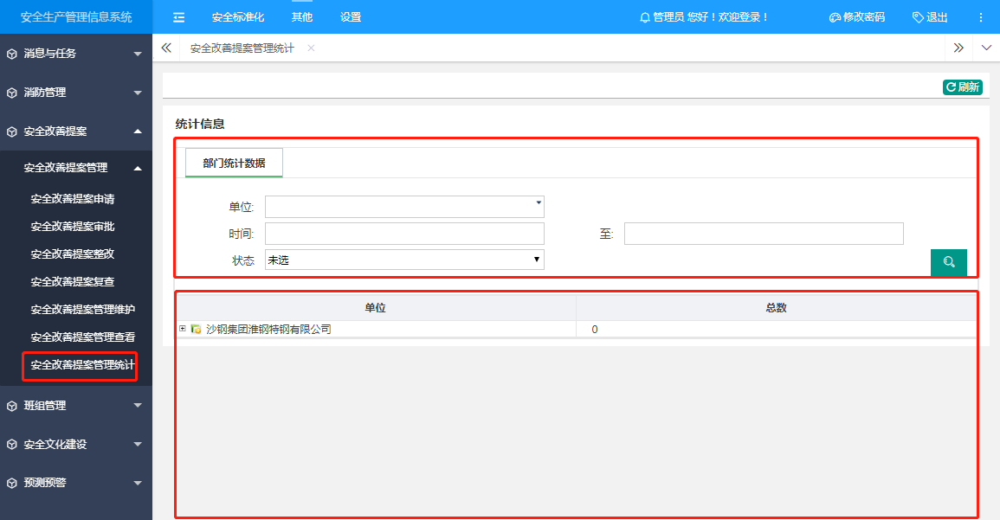 安全生产管理信息系统
安全标准化 其他 设置
管理员 您好！欢迎登录！
修改密码 退出
消息与任务
消防管理
安全改善提案
安全改善提案管理
安全改善提案申请
安全改善提案审批
安全改善提案整改
安全改善提案复查
安全改善提案管理维护
安全改善提案管理查看
安全改善提案管理统计
班组管理
安全文化建设
预测预警
安全改善提案管理统计
刷新
统计信息
部门统计数据
单位:
时间: 至:
状态 未选
单位 总数
沙钢集团淮钢特钢有限公司 0